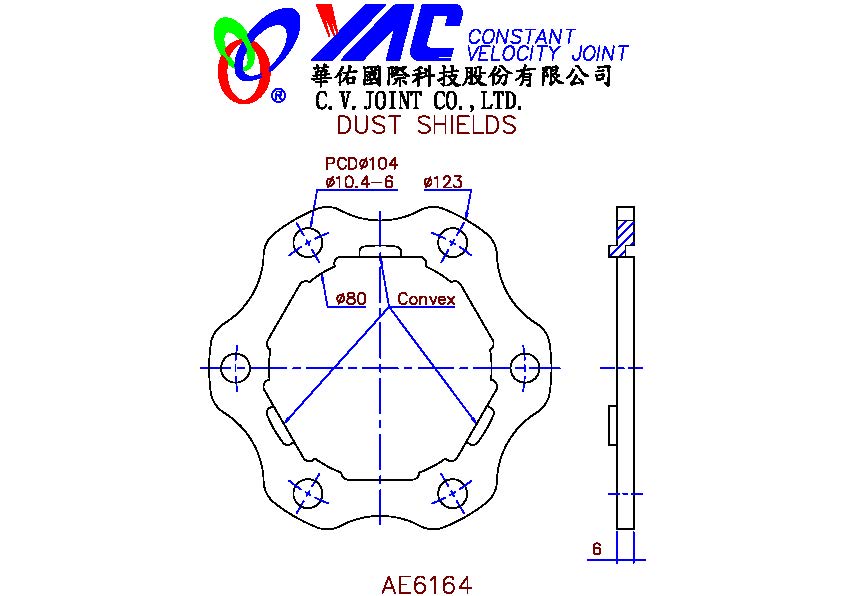 YAC CONSTANT
VELOCITY JOINT
華佑國際科技股份有限公司
® C.V.JOINT CO.,LTD.
DUST SHIELDS
PCDØ104
Ø10.4-6 Ø123
Ø80 Convex
6
AE6164